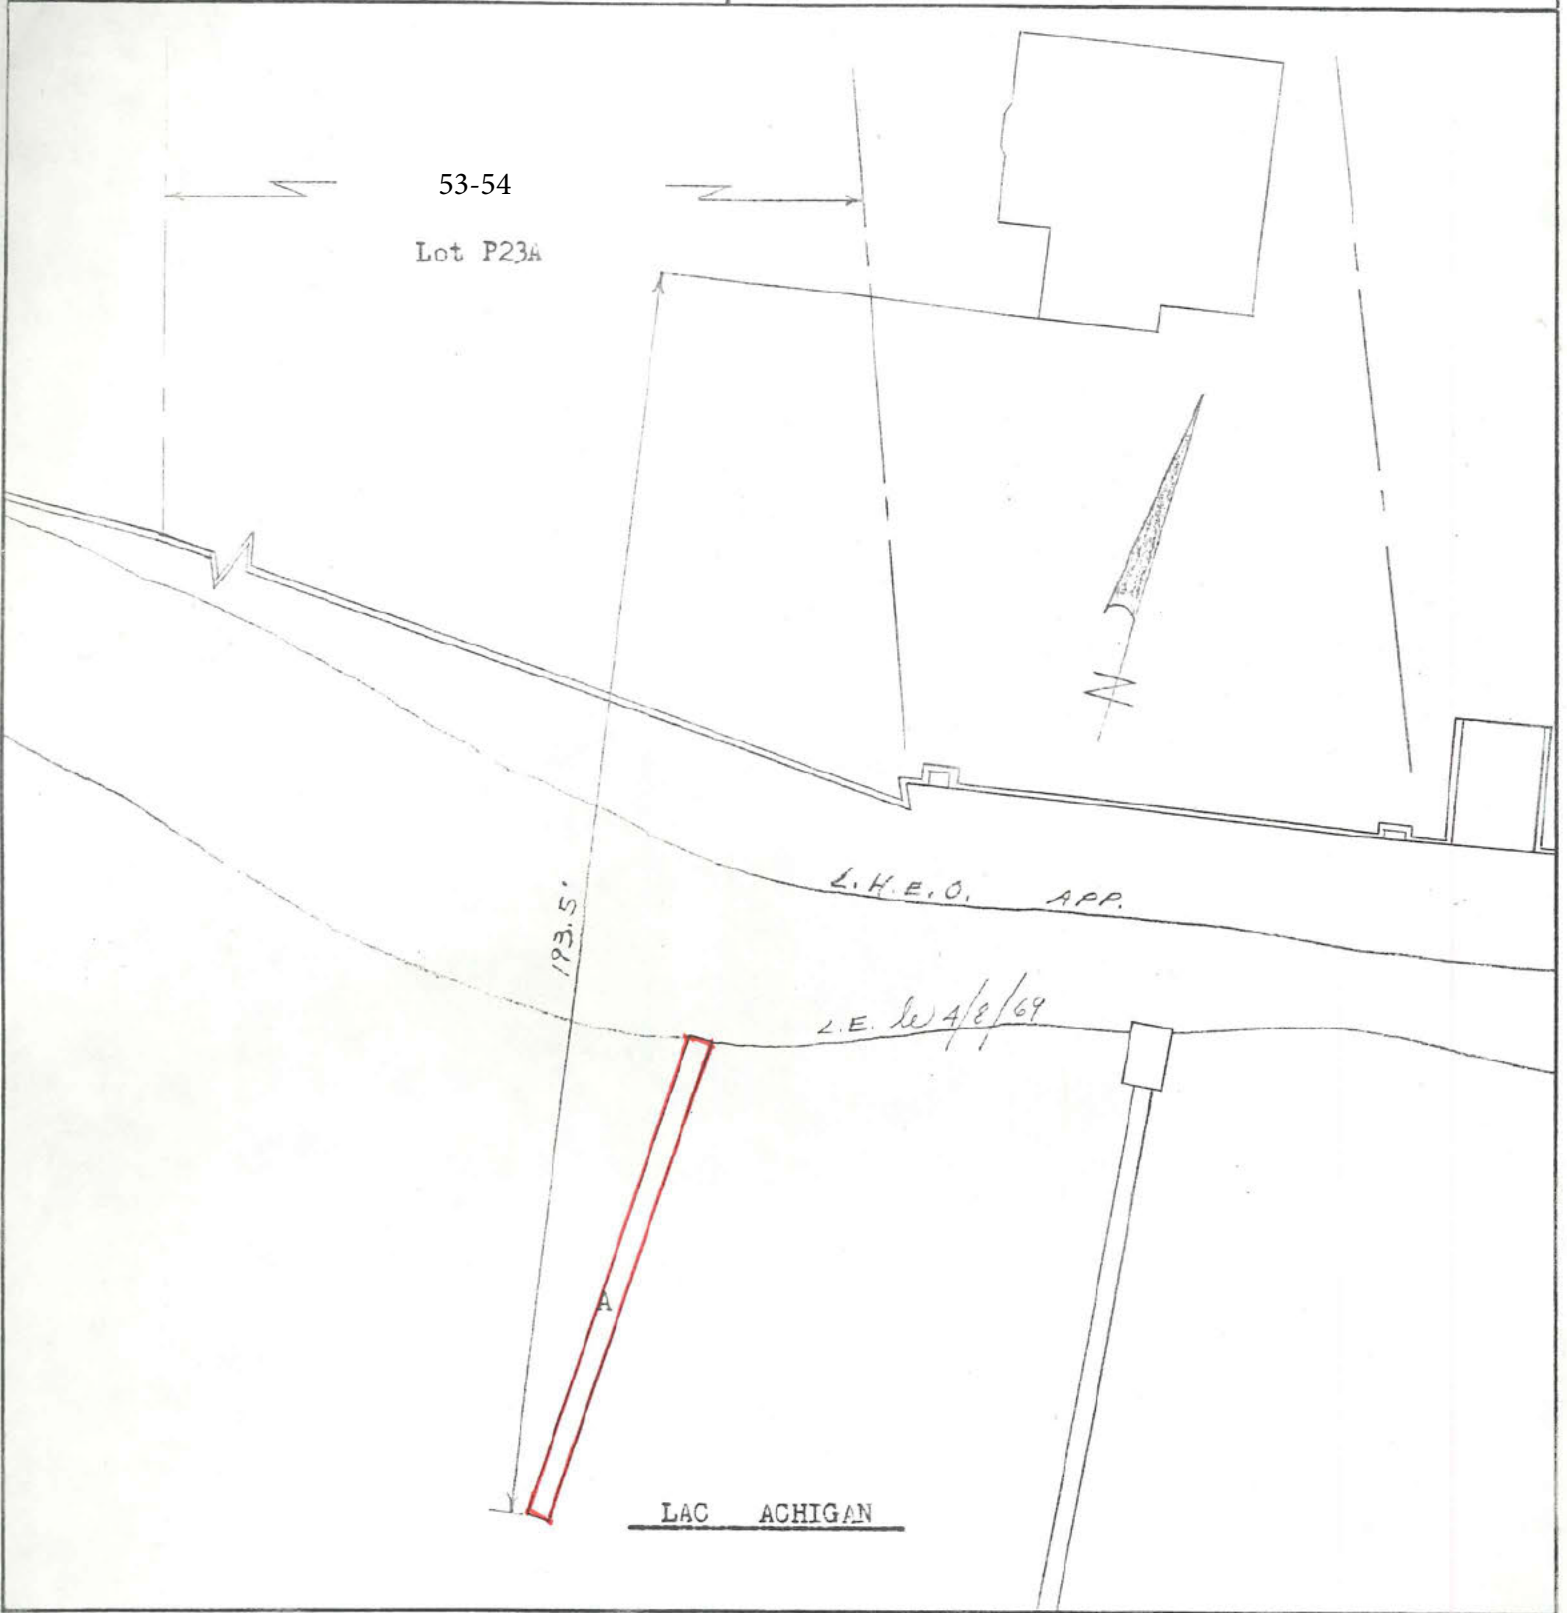 53-54
Lot P23A
N
L.H.E.O. APP.
193.5'
L.E. le 4/8/69
A
LAC ACHIGAN